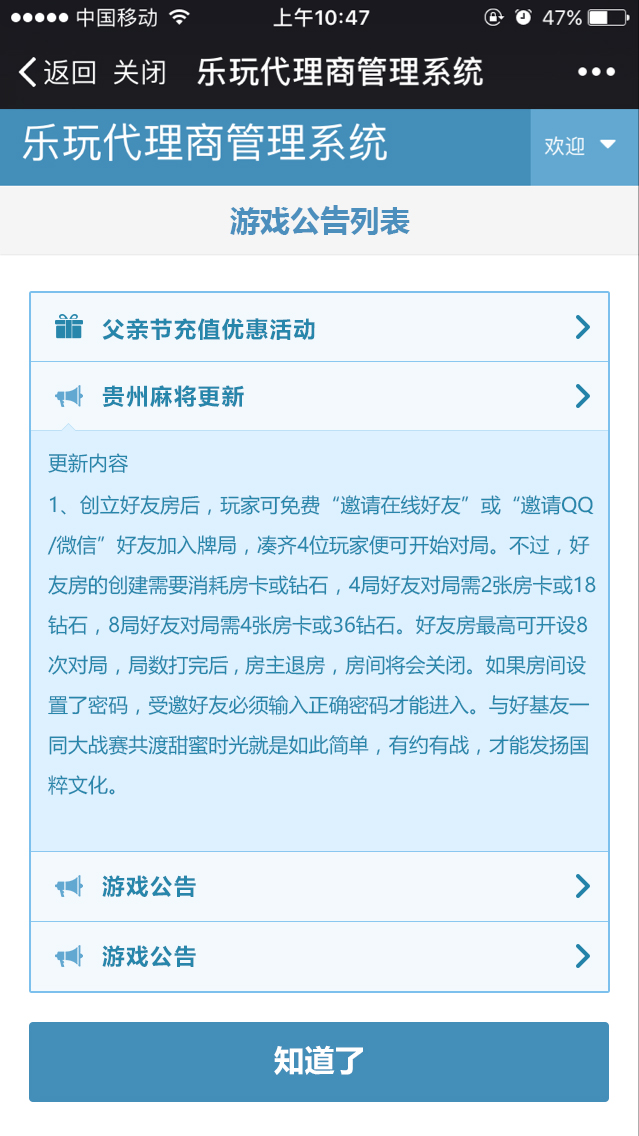 中国移动 上午10:47 47%
返回 关闭 乐玩代理商管理系统
乐玩代理商管理系统 欢迎
游戏公告列表
父亲节充值优惠活动
贵州麻将更新
更新内容
1、创立好友房后，玩家可免费“邀请在线好友”或“邀请QQ
/微信”好友加入牌局，凑齐4位玩家便可开始对局。不过，好
友房的创建需要消耗房卡或钻石，4局好友对局需2张房卡或18
钻石，8局好友对局需4张房卡或36钻石。好友房最高可开设8
次对局，局数打完后，房主退房，房间将会关闭。如果房间设
置了密码，受邀好友必须输入正确密码才能进入。与好基友一
同大战赛共渡甜蜜时光就是如此简单，有约有战，才能发扬国
粹文化。
游戏公告
游戏公告
知道了